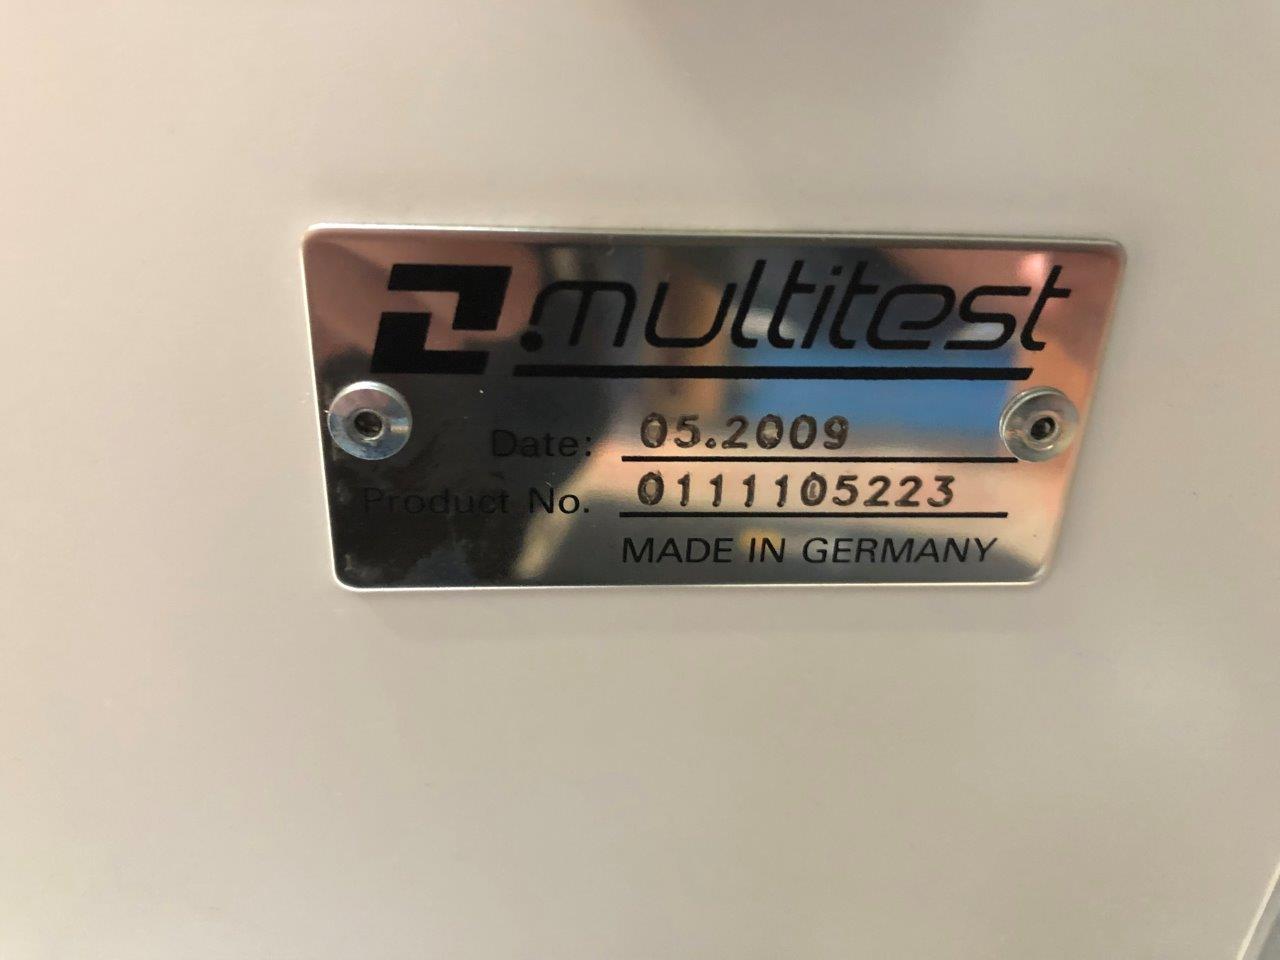 multitest
Date: 05.2009
Product No. 0111105223
MADE IN GERMANY